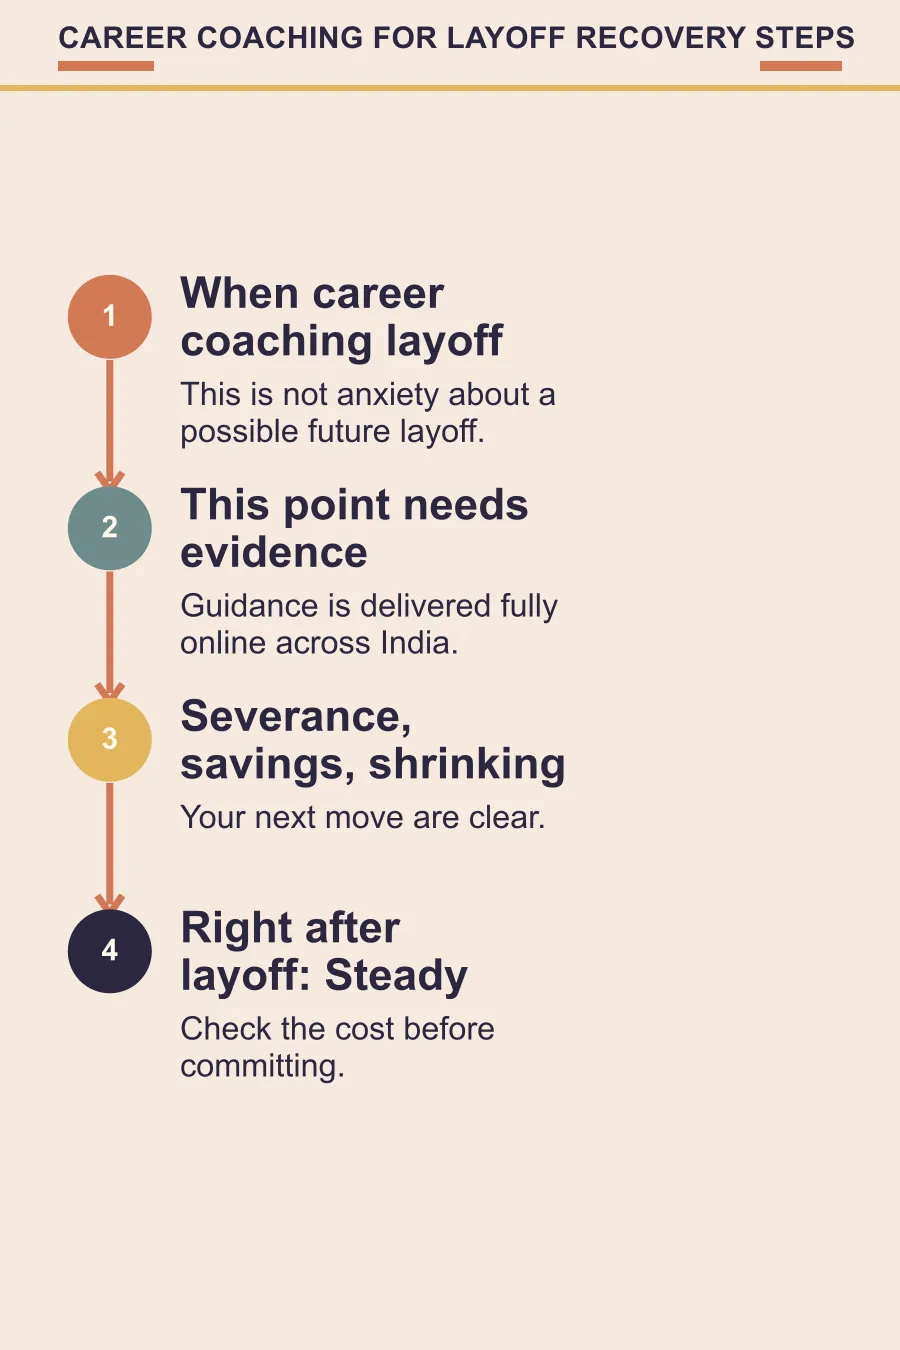 CAREER COACHING FOR LAYOFF RECOVERY STEPS
1
When career
coaching layoff
This is not anxiety about a
possible future layoff.
2
This point needs
evidence
Guidance is delivered fully
online across India.
3
Severance,
savings, shrinking
Your next move are clear.
4
Right after
layoff: Steady
Check the cost before
committing.